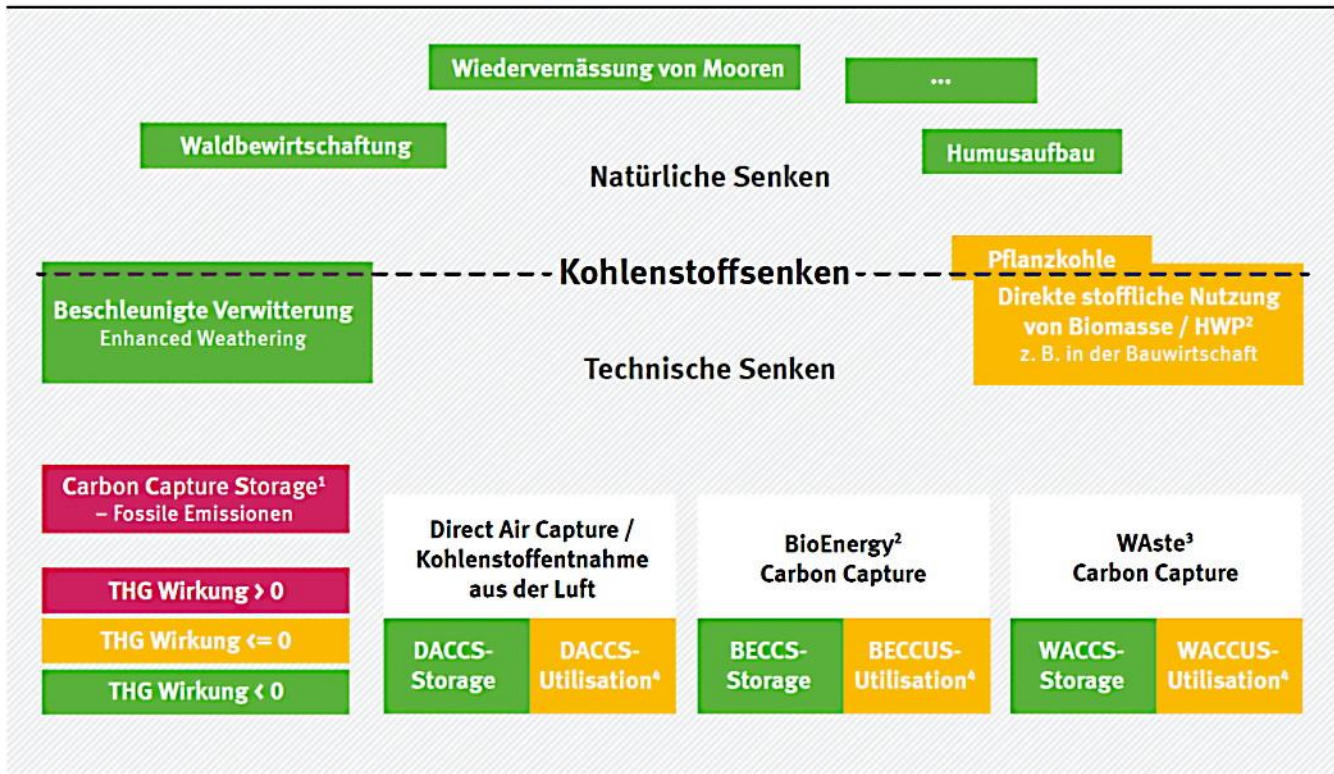 Wiedervernässung von Mooren
...
Waldbewirtschaftung
Humusaufbau
Natürliche Senken
Pflanzkohle
Kohlenstoffsenken
Beschleunigte Verwitterung
Enhanced Weathering
Direkte stoffliche Nutzung
von Biomasse / HWP²
z. B. in der Bauwirtschaft
Technische Senken
Carbon Capture Storage¹
– Fossile Emissionen
THG Wirkung > 0
THG Wirkung <= 0
THG Wirkung < 0
Direct Air Capture /
Kohlenstoffentnahme
aus der Luft
DACCS-
Storage
DACCS-
Utilisation⁴
BioEnergy²
Carbon Capture
BECCS-
Storage
BECCUS-
Utilisation⁴
WAste³
Carbon Capture
WACCS-
Storage
WACCUS-
Utilisation⁴